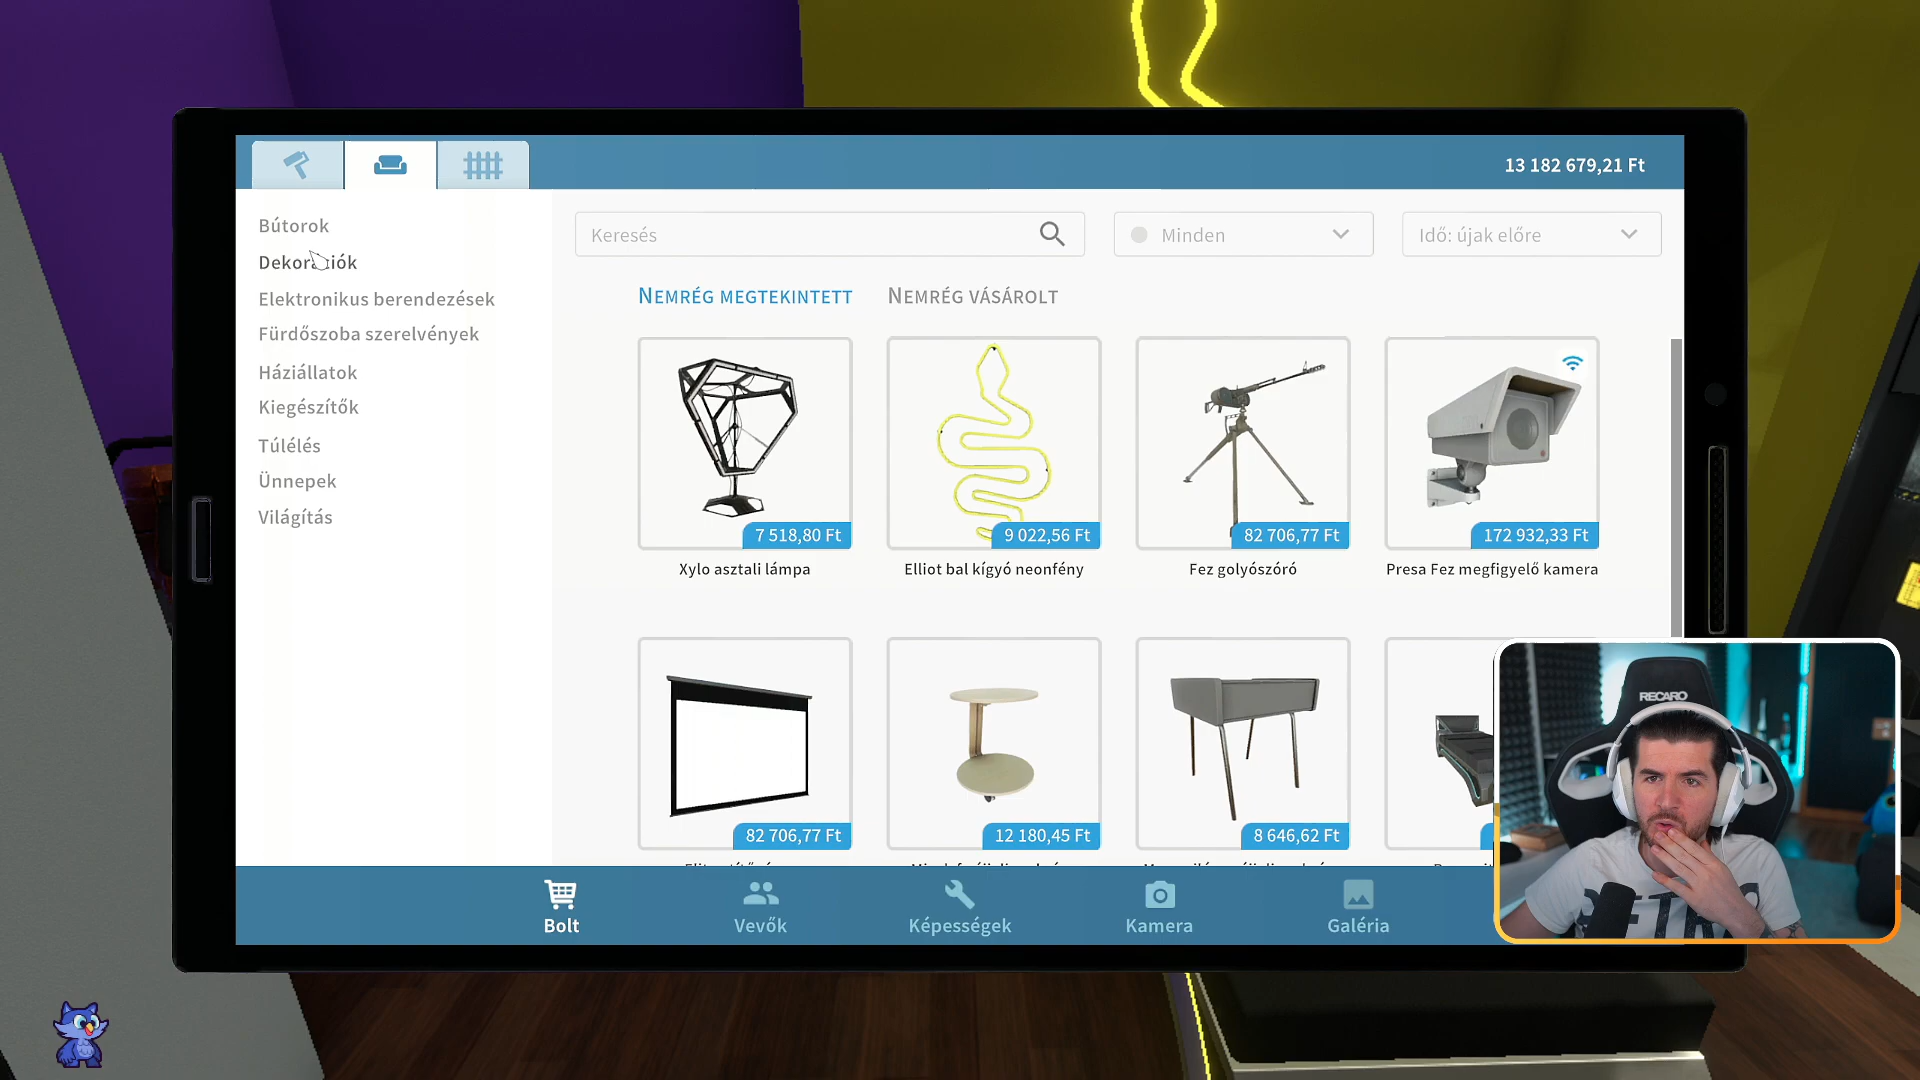 13 182 679,21 Ft
Bútorok
Dekorációk
Elektronikus berendezések
Fürdőszoba szerelvények
Háziállatok
Kiegészítők
Túlélés
Ünnepek
Világítás
Keresés
Minden
Idő: újak előre
NEMRÉG MEGTEKINTETT
NEMRÉG VÁSÁROLT
7 518,80 Ft
9 022,56 Ft
82 706,77 Ft
172 932,33 Ft
Xylo asztali lámpa
Elliot bal kígyó neonfény
Fez golyószóró
Presa Fez megfigyelő kamera
82 706,77 Ft
12 180,45 Ft
8 646,62 Ft
Bolt
Vevők
Képességek
Kamera
Galéria
RECARO